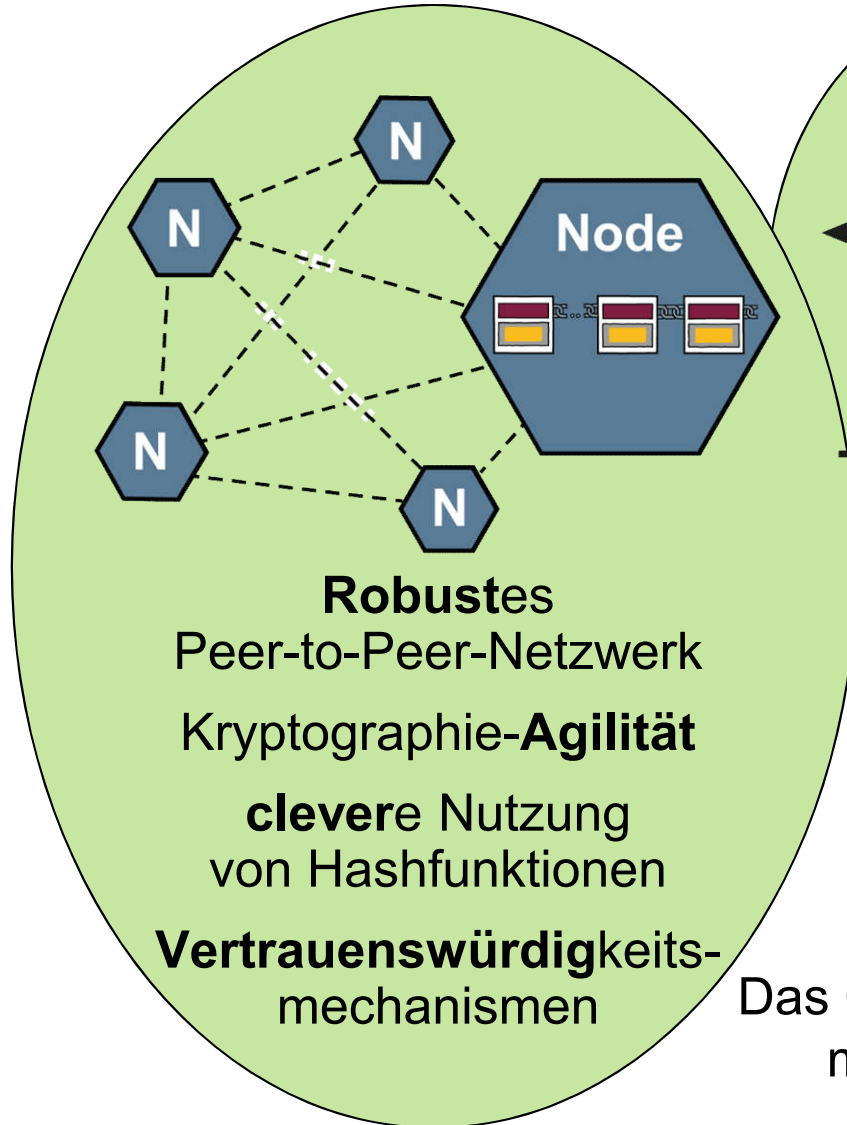 N
N
Node
N
N
Robustes
Peer-to-Peer-Netzwerk
Kryptographie-Agilität
clevere Nutzung
von Hashfunktionen
Vertrauenswürdigkeits-
mechanismen
Das